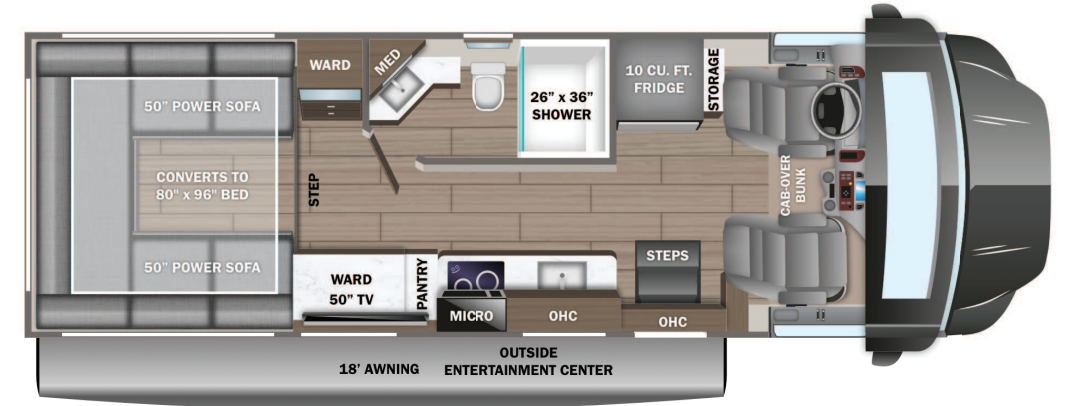 WARD
MED
50” POWER SOFA
26” x 36”
SHOWER
10 CU. FT.
FRIDGE
STORAGE
CONVERTS TO
80" x 96" BED
STEP
CAB-OVER
BUNK
50” POWER SOFA
WARD
50” TV
PANTRY
STEPS
MICRO
OHC
OHC
18’ AWNING
OUTSIDE
ENTERTAINMENT CENTER